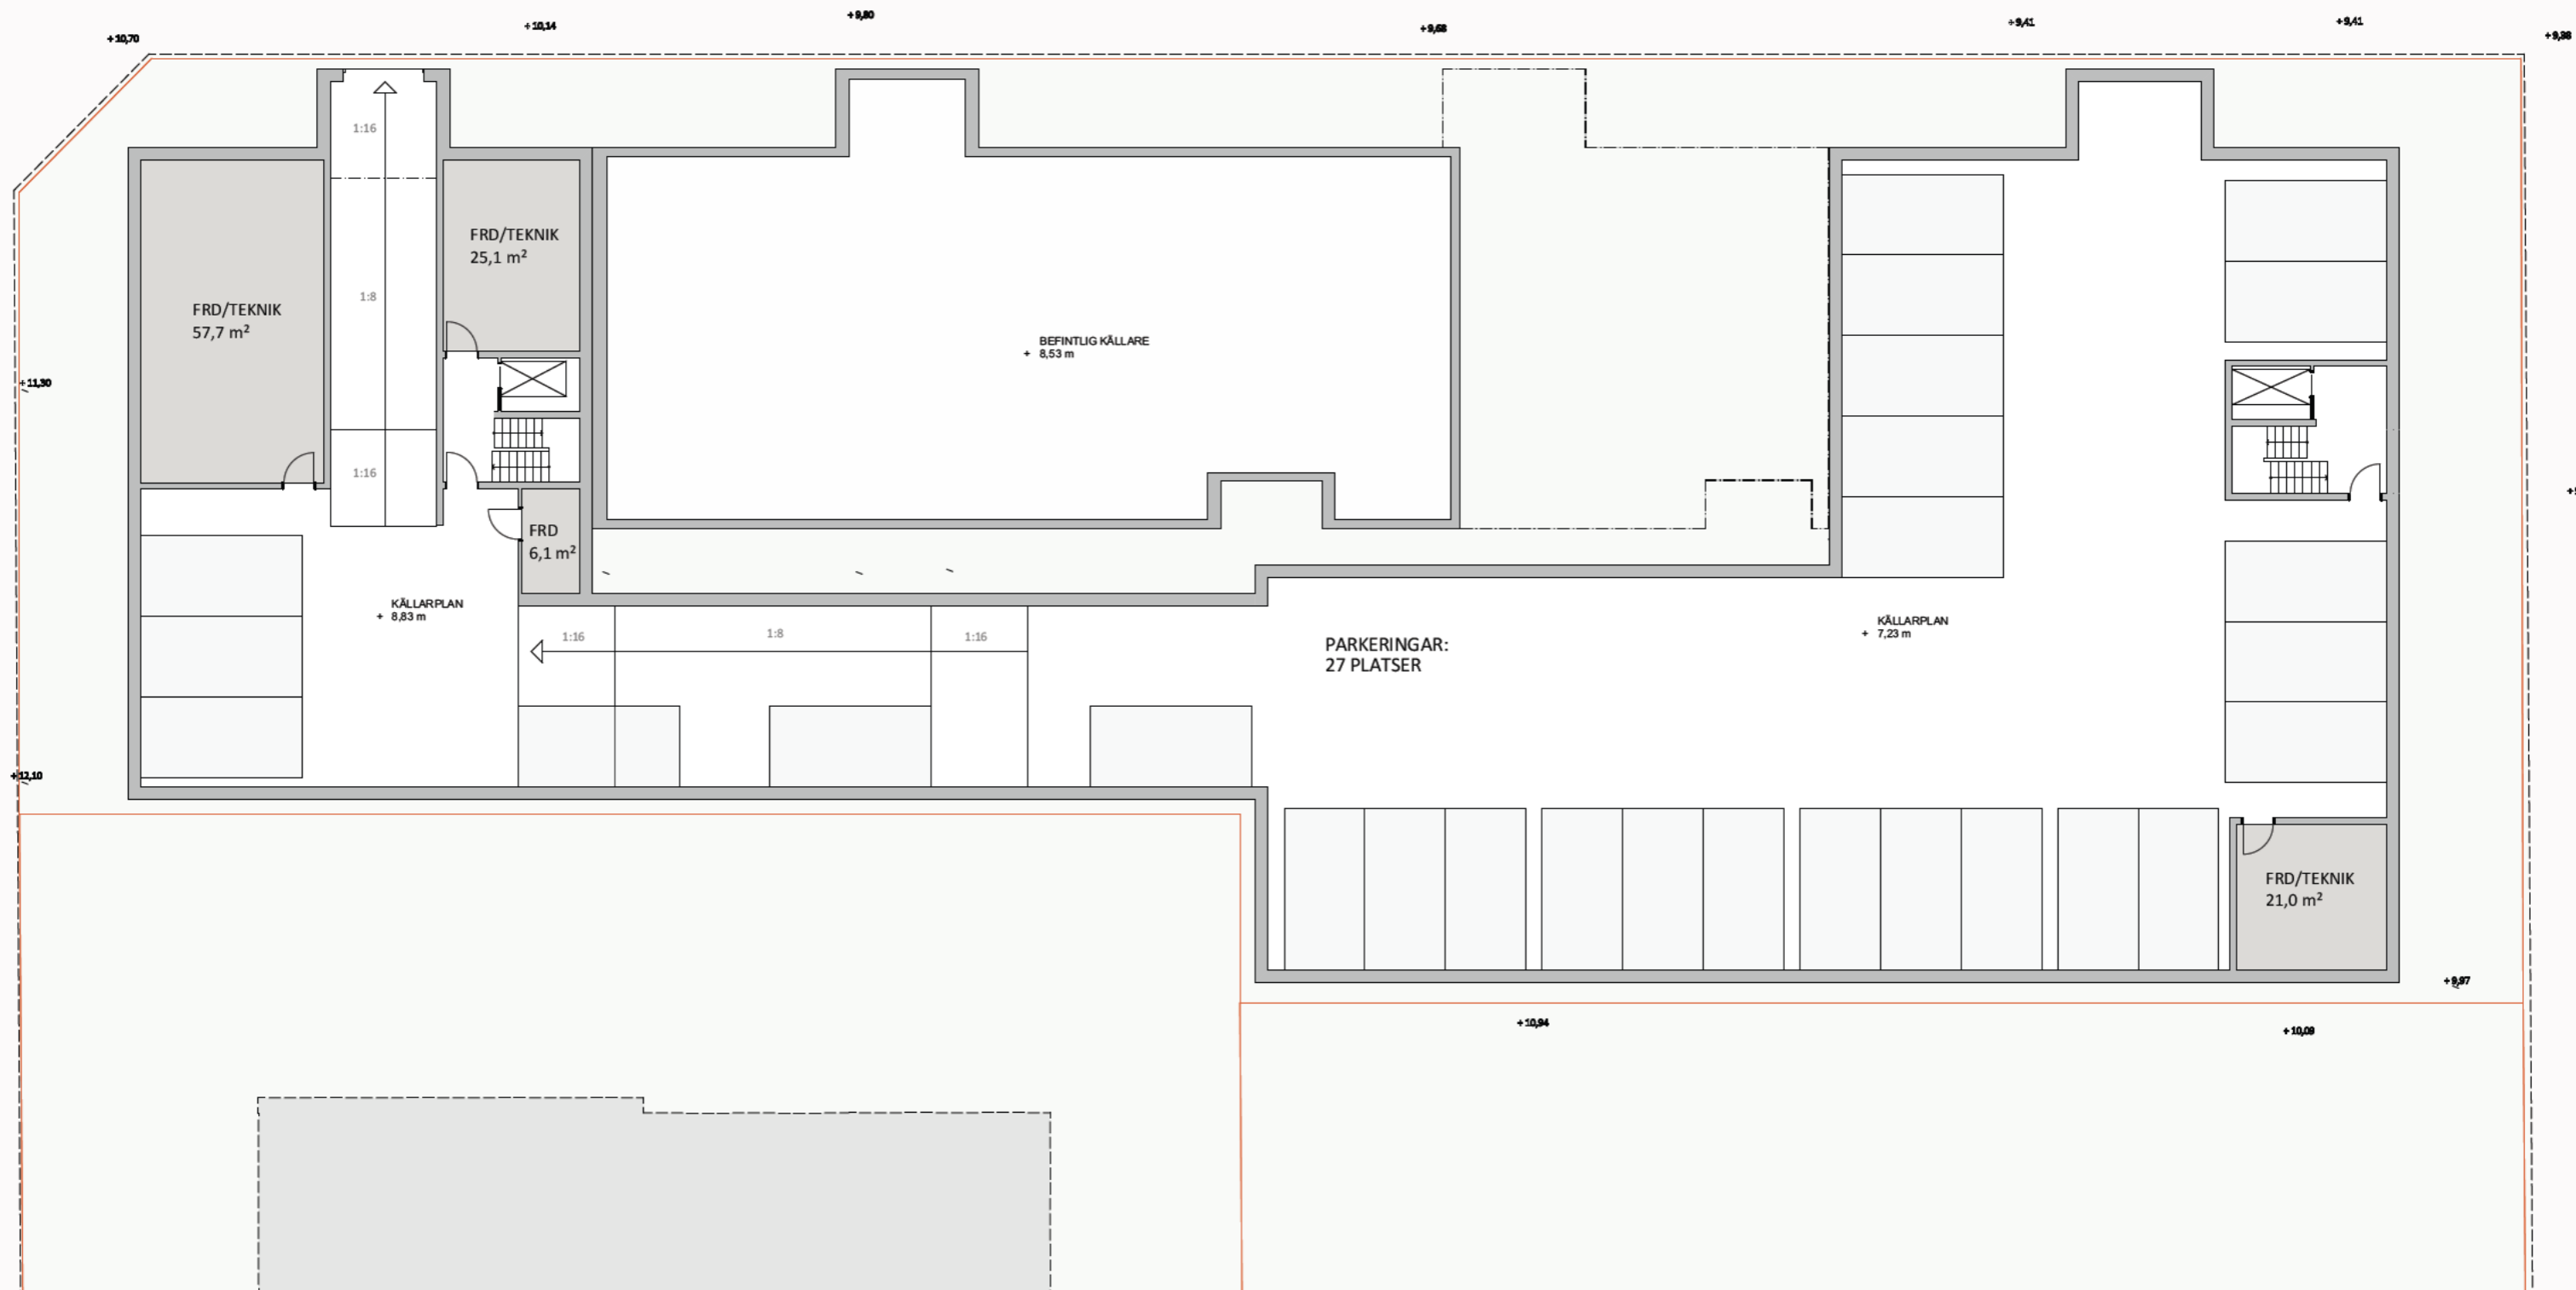 + 10,70
+ 10,14
+ 9,80
+ 9,68
+ 9,41
+ 9,41
+ 9,38
1:16
FRD/TEKNIK
25,1 m²
1:8
FRD/TEKNIK
57,7 m²
BEFINTLIG KÄLLARE
+ 8,53 m
+ 11,30
1:16
FRD
6,1 m²
KÄLLARPLAN
+ 8,83 m
1:16
1:8
1:16
PARKERINGAR:
27 PLATSER
KÄLLARPLAN
+ 7,23 m
+ 12,10
FRD/TEKNIK
21,0 m²
+ 9,97
+ 10,94
+ 10,09